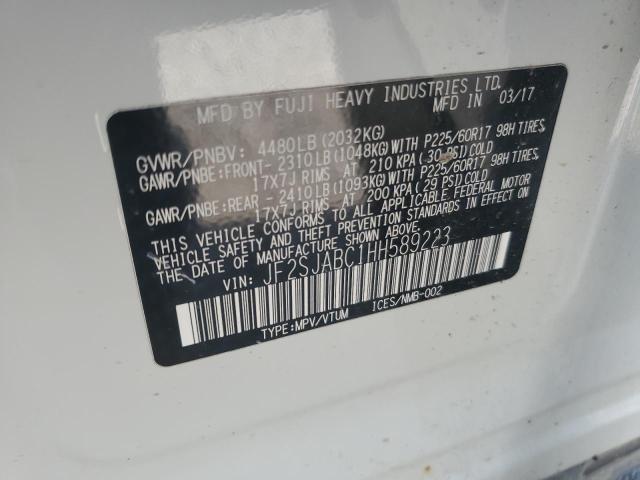 MFD BY FUJI HEAVY INDUSTRIES LTD.
MFD IN 03/17
GVWR/PNBV: 4480LB(2032KG)
GAWR/PNBE:FRONT- 2310LB(1048KG)WITH P225/60R17 98H TIRES,
17X7J RIMS AT 210 KPA (30 PSI)COLD
GAWR/PNBE:REAR - 2410LB(1093KG)WITH P225/60R17 98H TIRES,
17X7J RIMS AT 200 KPA (29 PSI)COLD
THIS VEHICLE CONFORMS TO ALL APPLICABLE FEDERAL MOTOR
VEHICLE SAFETY AND THEFT PREVENTION STANDARDS IN EFFECT ON
THE DATE OF MANUFACTURE SHOWN ABOVE.
VIN: JF2SJABC1HH589223
TYPE:MPV/VTUM ICES/NMB-002